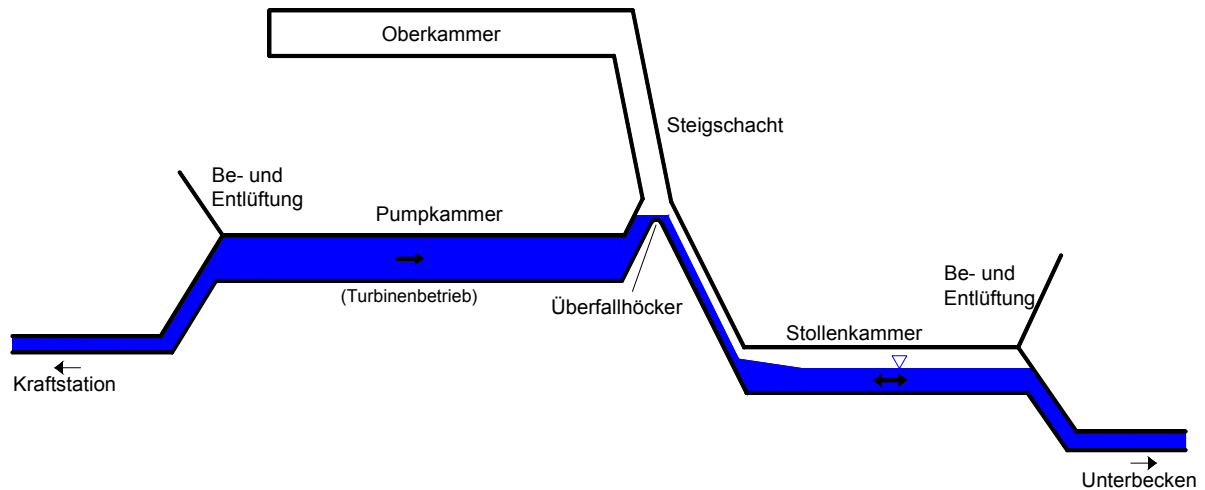 Oberkammer
Steigschacht
Be- und
Entlüftung
Pumpkammer
(Turbinenbetrieb)
Überfallhöcker
Be- und
Entlüftung
Stollenkammer
Kraftstation
Unterbecken